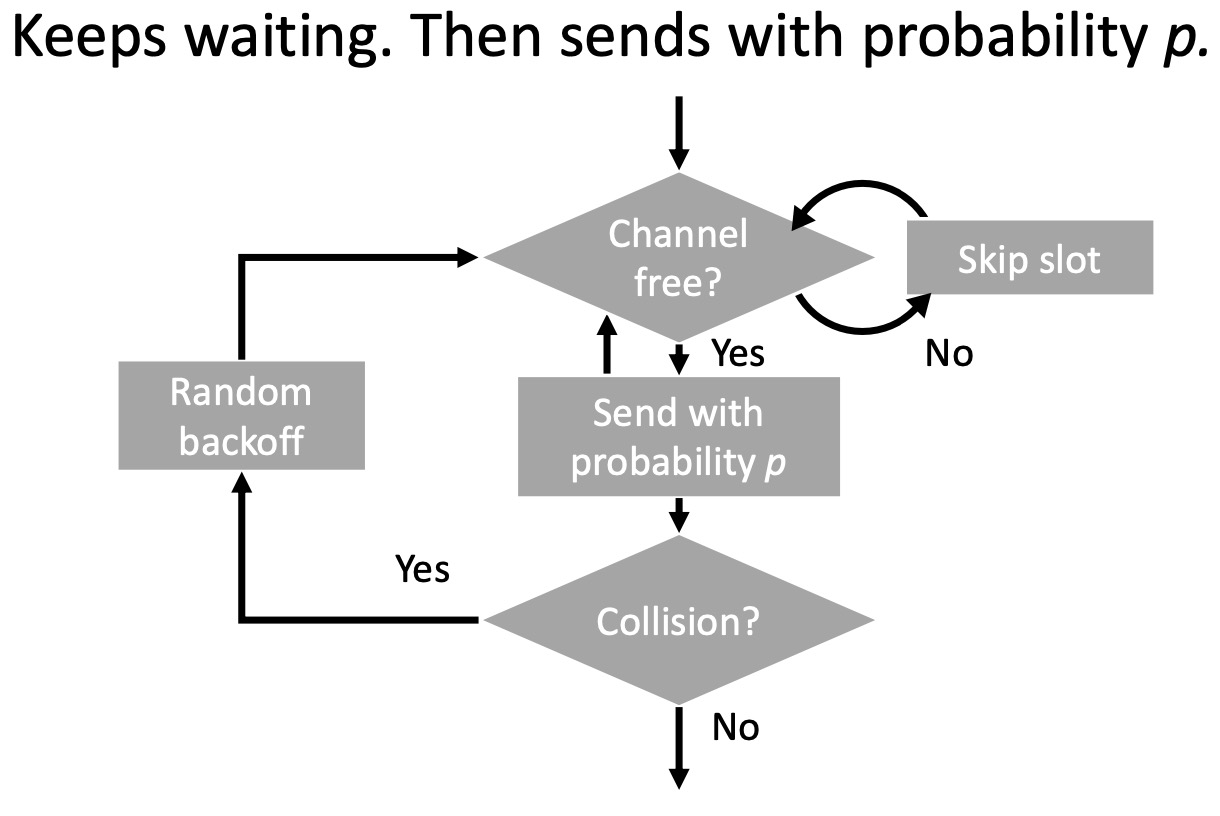 Keeps waiting. Then sends with probability p.
Channel
free?
Skip slot
Yes
No
Random
backoff
Send with
probability p
Yes
Collision?
No